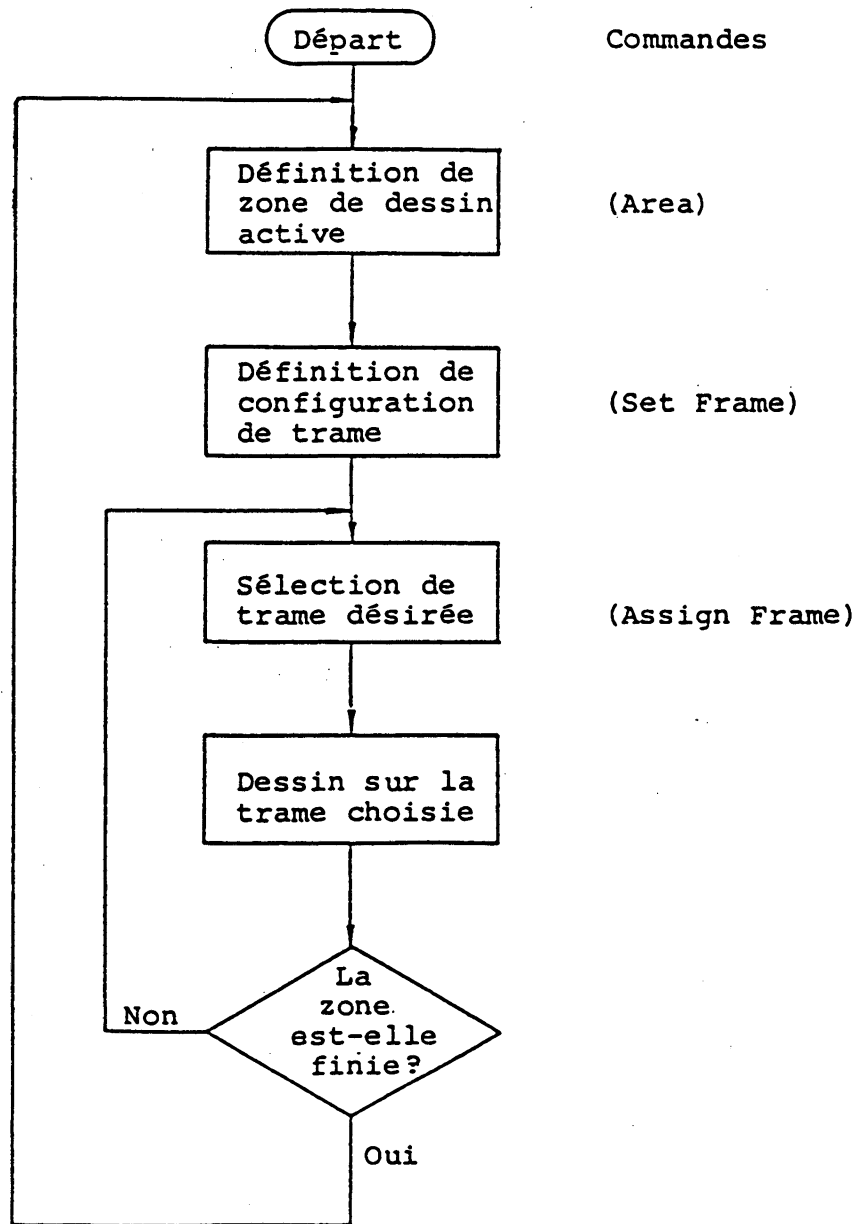 Départ
Commandes
Définition de
zone de dessin
active
(Area)
Définition de
configuration
de trame
(Set Frame)
Sélection de
trame désirée
(Assign Frame)
Dessin sur la
trame choisie
La
zone
est-elle
finie?
Non
Oui